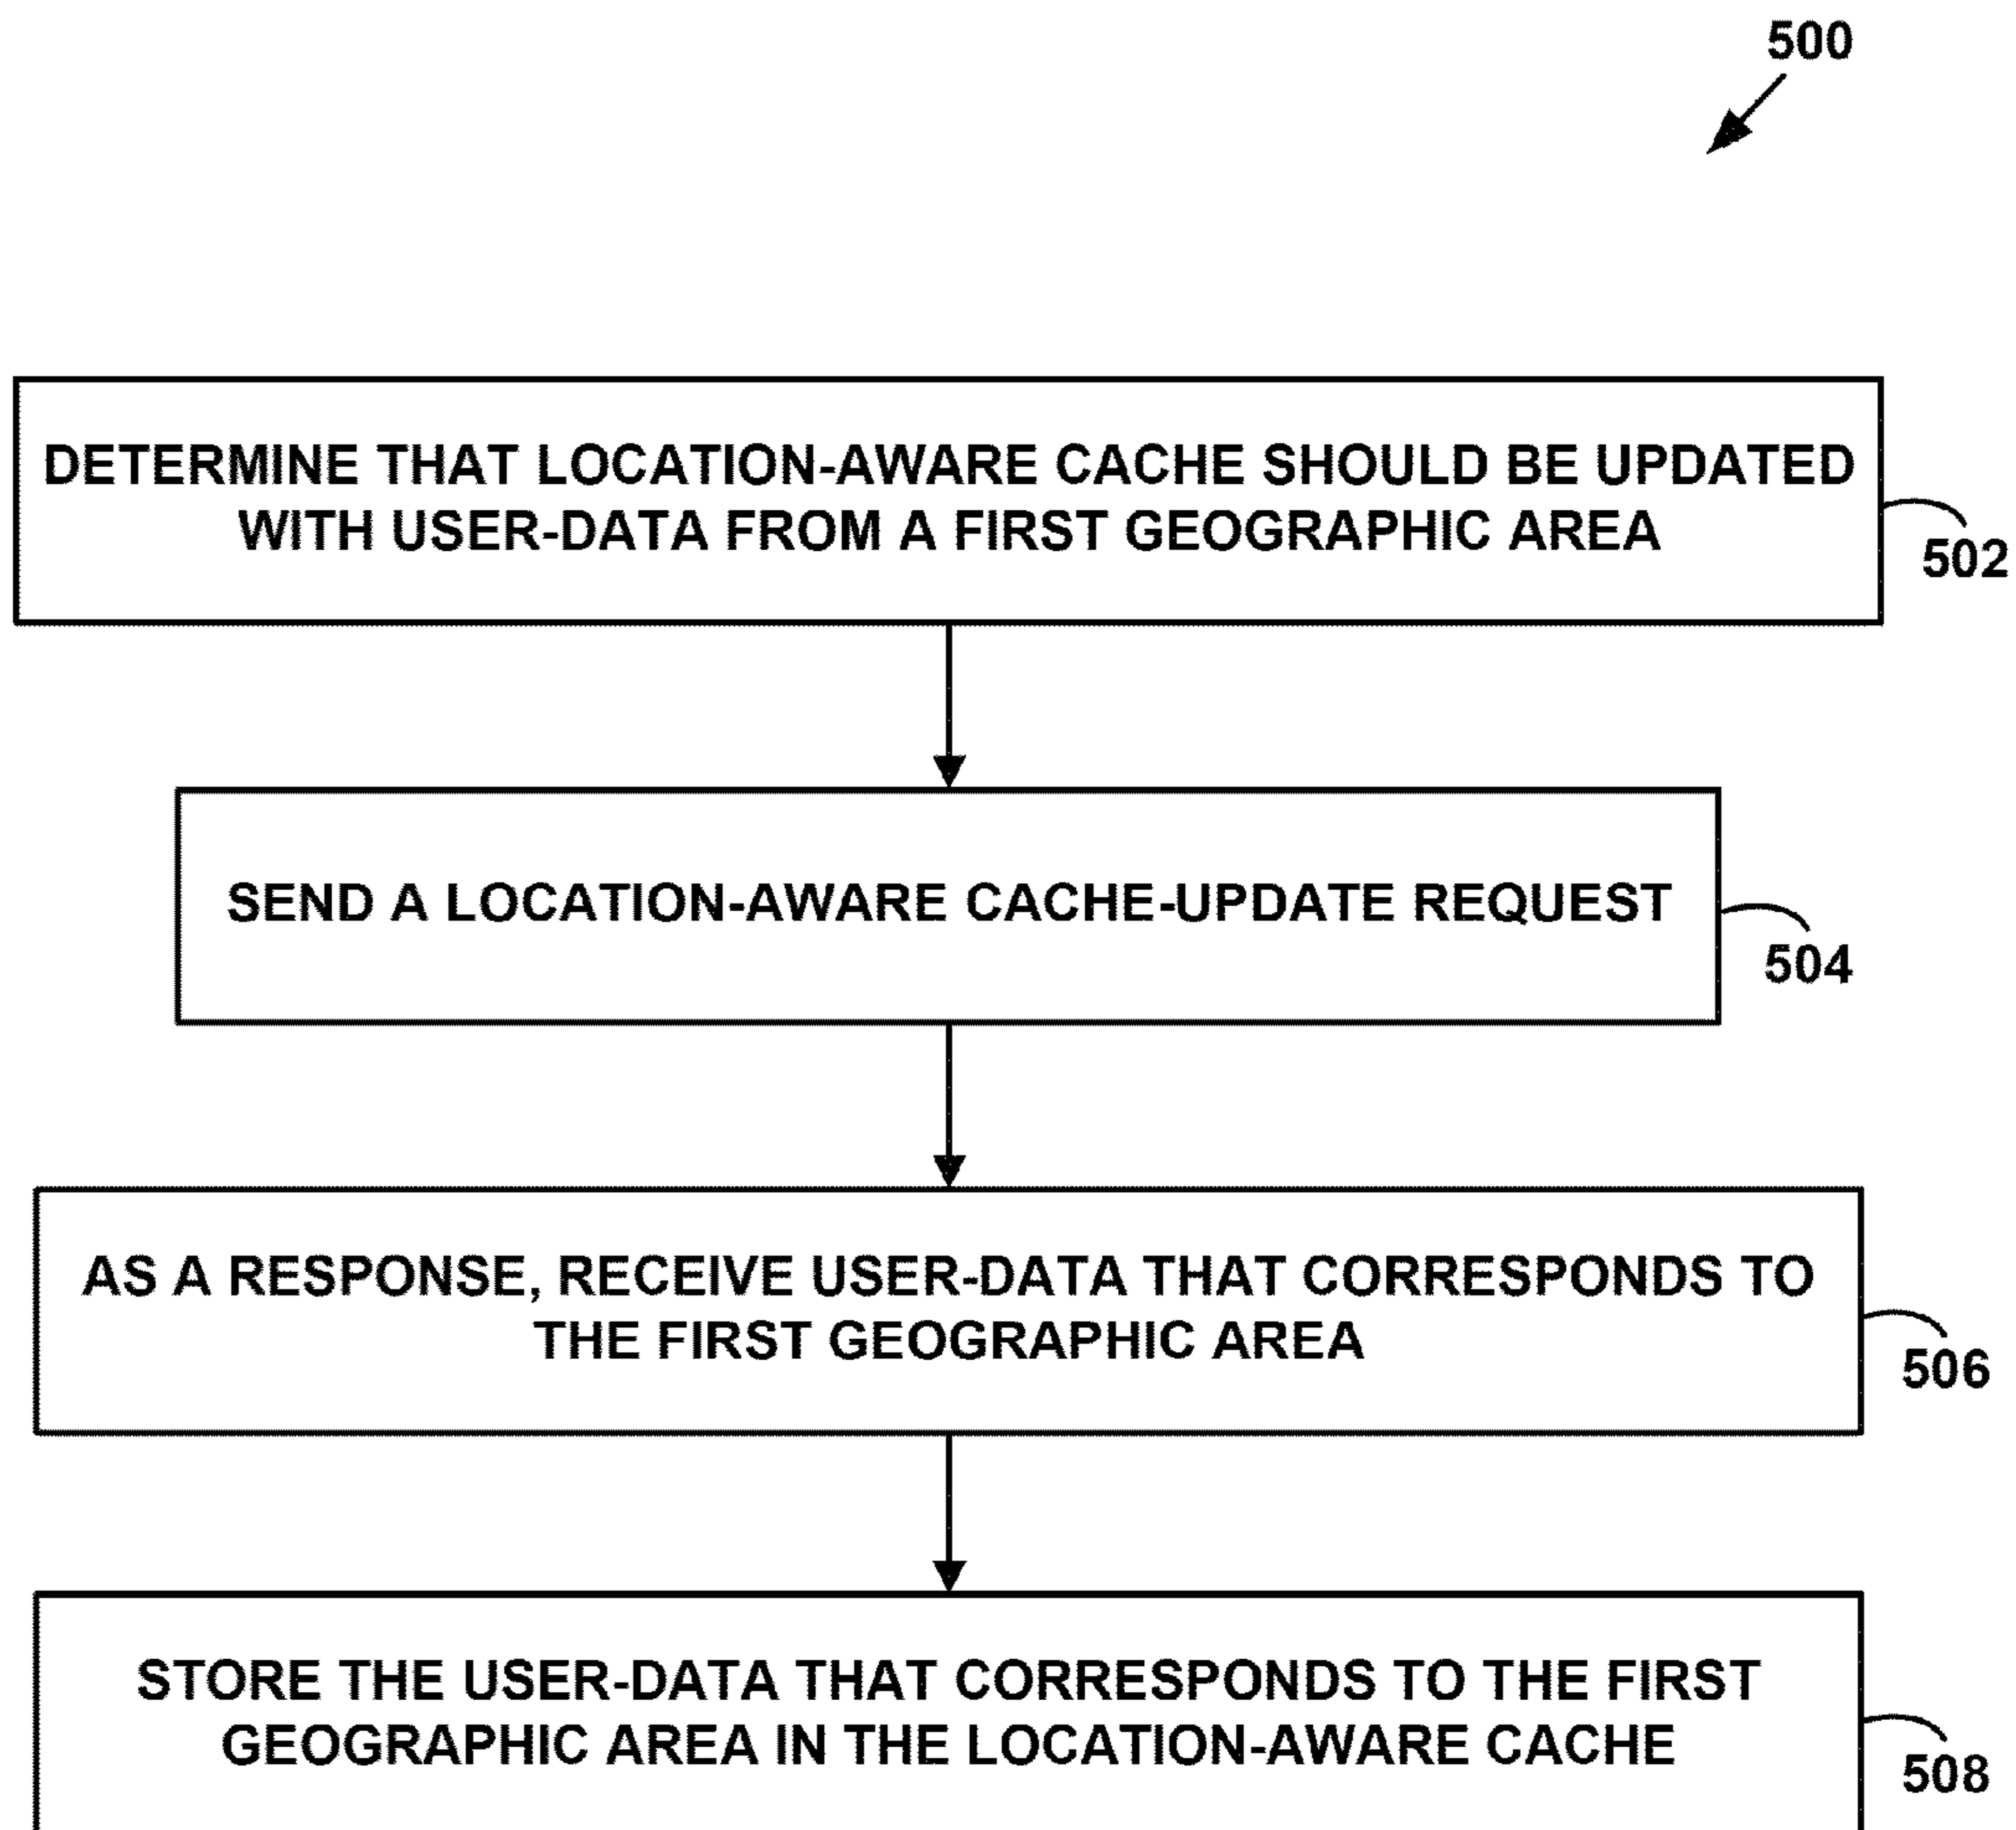 500
DETERMINE THAT LOCATION-AWARE CACHE SHOULD BE UPDATED
WITH USER-DATA FROM A FIRST GEOGRAPHIC AREA
502
SEND A LOCATION-AWARE CACHE-UPDATE REQUEST
504
AS A RESPONSE, RECEIVE USER-DATA THAT CORRESPONDS TO
THE FIRST GEOGRAPHIC AREA
506
STORE THE USER-DATA THAT CORRESPONDS TO THE FIRST
GEOGRAPHIC AREA IN THE LOCATION-AWARE CACHE
508